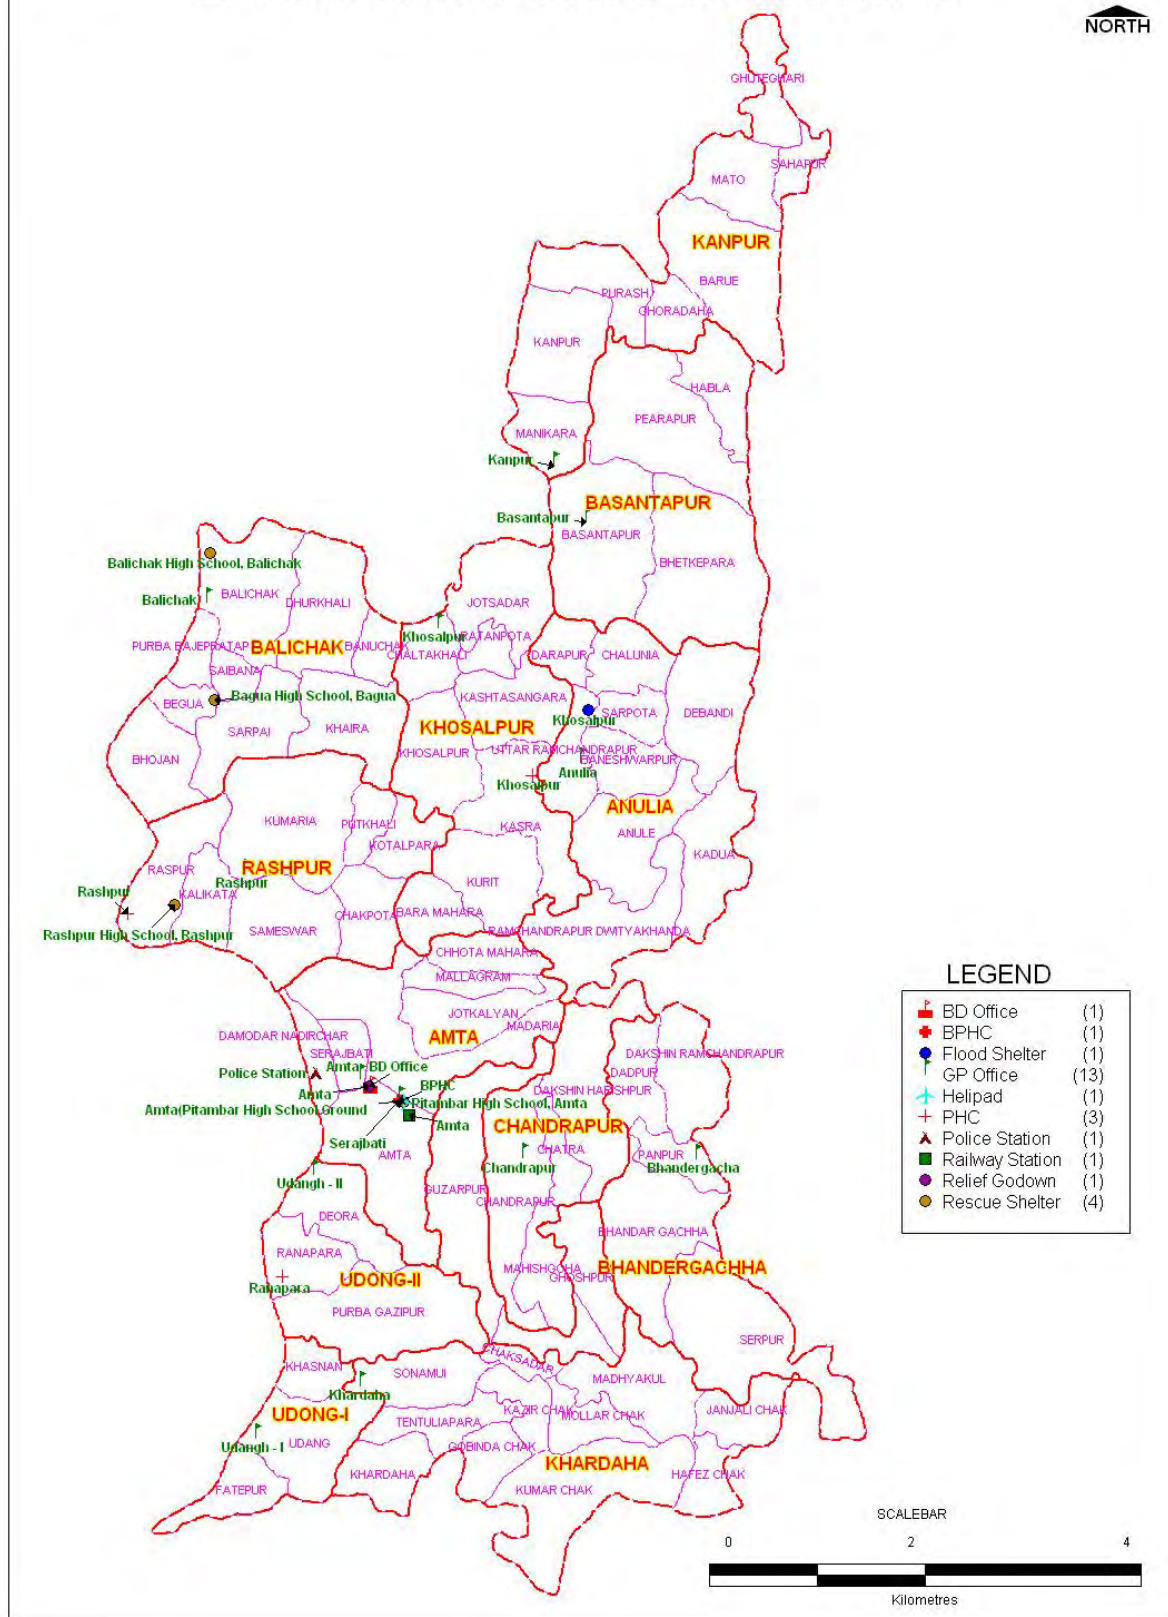 NORTH
GHUTEGHARI
SAHAPUR
MATO
KANPUR
BARUE
PURASH
GHORADAHA
KANPUR
HABLA
PEARAPUR
MANIKARA
Kanpur
BASANTAPUR
Basantapur
BASANTAPUR
BHETKEPARA
Balichak High School, Balichak
Balichak
BALICHAK
DHURKHALI
JOTSADAR
Khosalpur
RATANPOTA
PURBA BAJEPRATAP
BALICHAK
BANUCHAK
CHALTAKHALI
DARAPUR
CHALUNIA
SAIBANA
Bagua High School, Bagua
BEGUA
KASHTASANGARA
SARPOTA
DEBANDI
Khosalpur
SARPAI
KHAIRA
KHOSALPUR
KHOSALPUR
UTTAR RAMCHANDRAPUR
BANESHWARPUR
BHOJAN
Anulia
Khosalpur
ANULIA
KUMARIA
PUTKHALI
KASRA
ANULE
KOTALPARA
KADUA
RASHPUR
RASPUR
Rashpur
KURIT
Rashpur
KALIKATA
CHAKPOTA
BARA MAHARA
Rashpur High School, Rashpur
SAMESWAR
RAMCHANDRAPUR DWITYAKHANDA
CHHOTA MAHARA
MALLAGRAM
JOTKALYAN
MADARIA
DAMODAR NADIRCHAR
AMTA
SERAJBATI
DAKSHIN RAMCHANDRAPUR
Police Station
Amta
BD Office
DADPUR
BPHC
DAKSHIN HARISHPUR
Amta
Pitambar High School, Amta
Amta(Pitambar High School Ground
Amta
CHANDRAPUR
Serajbati
AMTA
CHATRA
PANPUR
Chandrapur
Bhandergacha
Udangh - II
GUZARPUR
CHANDRAPUR
DEORA
BHANDAR GACHHA
RANAPARA
MAHISHGOHA
GHOSHPUR
BHANDERGACHHA
UDONG-II
Ranapara
PURBA GAZIPUR
SERPUR
CHAKSADAR
KHASNAN
SONAMUI
MADHYAKUL
Khardaha
UDONG-I
KAZIR CHAK
MOLLAR CHAK
JANJALI CHAK
TENTULIAPARA
Udangh - I
UDANG
GOBINDA CHAK
KHARDAHA
KHARDAHA
HAFEZ CHAK
FATEPUR
KUMAR CHAK
LEGEND
BD Office (1)
BPHC (1)
Flood Shelter (1)
GP Office (13)
Helipad (1)
PHC (3)
Police Station (1)
Railway Station (1)
Relief Godown (1)
Rescue Shelter (4)
SCALEBAR
0 2 4
Kilometres